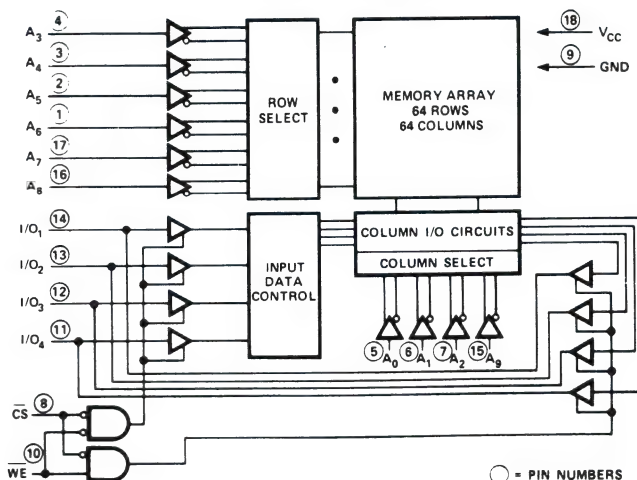 A3
4
A4
3
A5
2
A6
1
A7
17
A8
16
ROW
SELECT
MEMORY ARRAY
64 ROWS
64 COLUMNS
18
VCC
9
GND
I/O1
14
I/O2
13
I/O3
12
I/O4
11
INPUT
DATA
CONTROL
COLUMN I/O CIRCUITS
COLUMN SELECT
5
A0
6
A1
7
A2
15
A9
CS
8
WE
10
= PIN NUMBERS